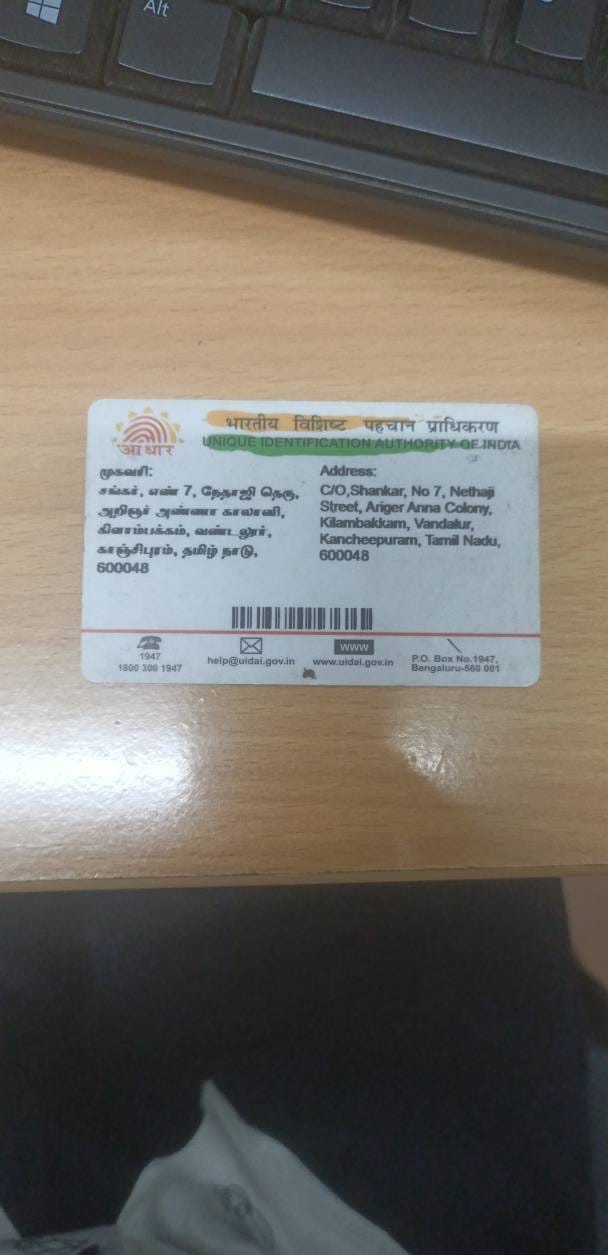 Alt
भारतीय विशिष्ट पहचान प्राधिकरण
UNIQUE IDENTIFICATION AUTHORITY OF INDIA
आधार
முகவரி:
சங்கர், எண் 7, நேதாஜி தெரு,
அறிஞர் அண்ணா காலானி,
கிளாம்பக்கம், வண்டலூர்,
காஞ்சிபுரம், தமிழ் நாடு,
600048
Address:
C/O,Shankar, No 7, Nethaji
Street, Ariger Anna Colony,
Kilambakkam, Vandalur,
Kancheepuram, Tamil Nadu,
600048
1947
1800 300 1947
help@uidai.gov.in
www
www.uidai.gov.in
P.O. Box No.1947,
Bengaluru-560 001